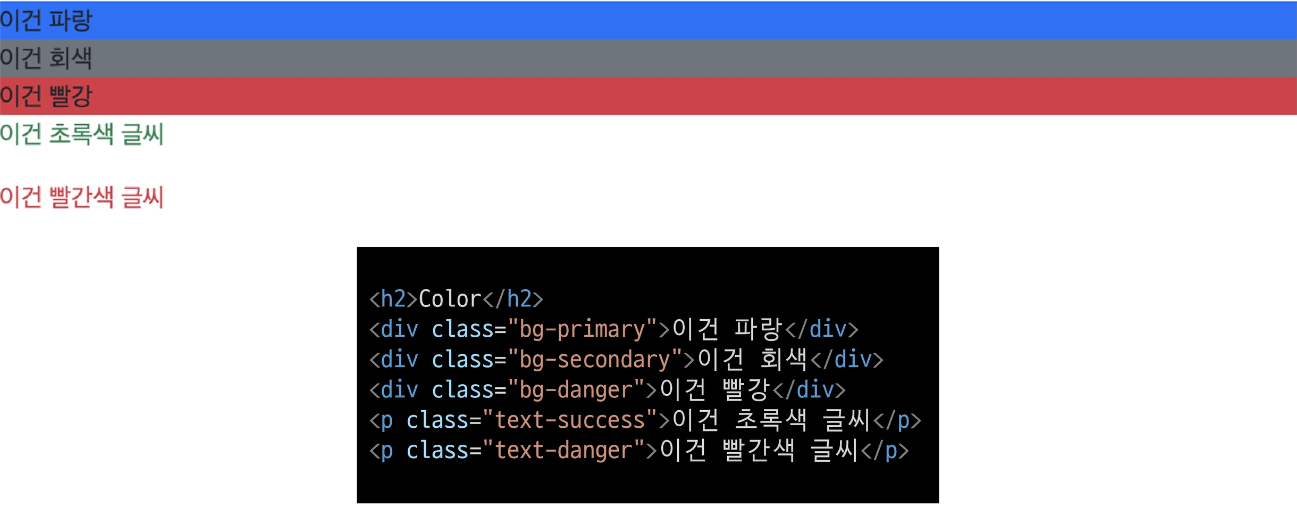 이건 파랑
이건 회색
이건 빨강
이건 초록색 글씨
이건 빨간색 글씨
<h2>Color</h2>
<div class="bg-primary">이건 파랑</div>
<div class="bg-secondary">이건 회색</div>
<div class="bg-danger">이건 빨강</div>
<p class="text-success">이건 초록색 글씨</p>
<p class="text-danger">이건 빨간색 글씨</p>